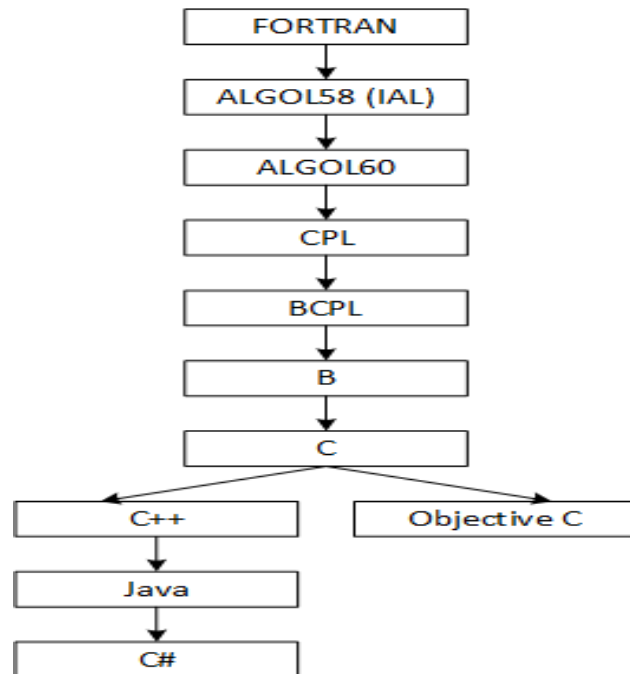 FORTRAN
ALGOL58 (IAL)
ALGOL60
CPL
BCPL
B
C
C++
Objective C
Java
C#